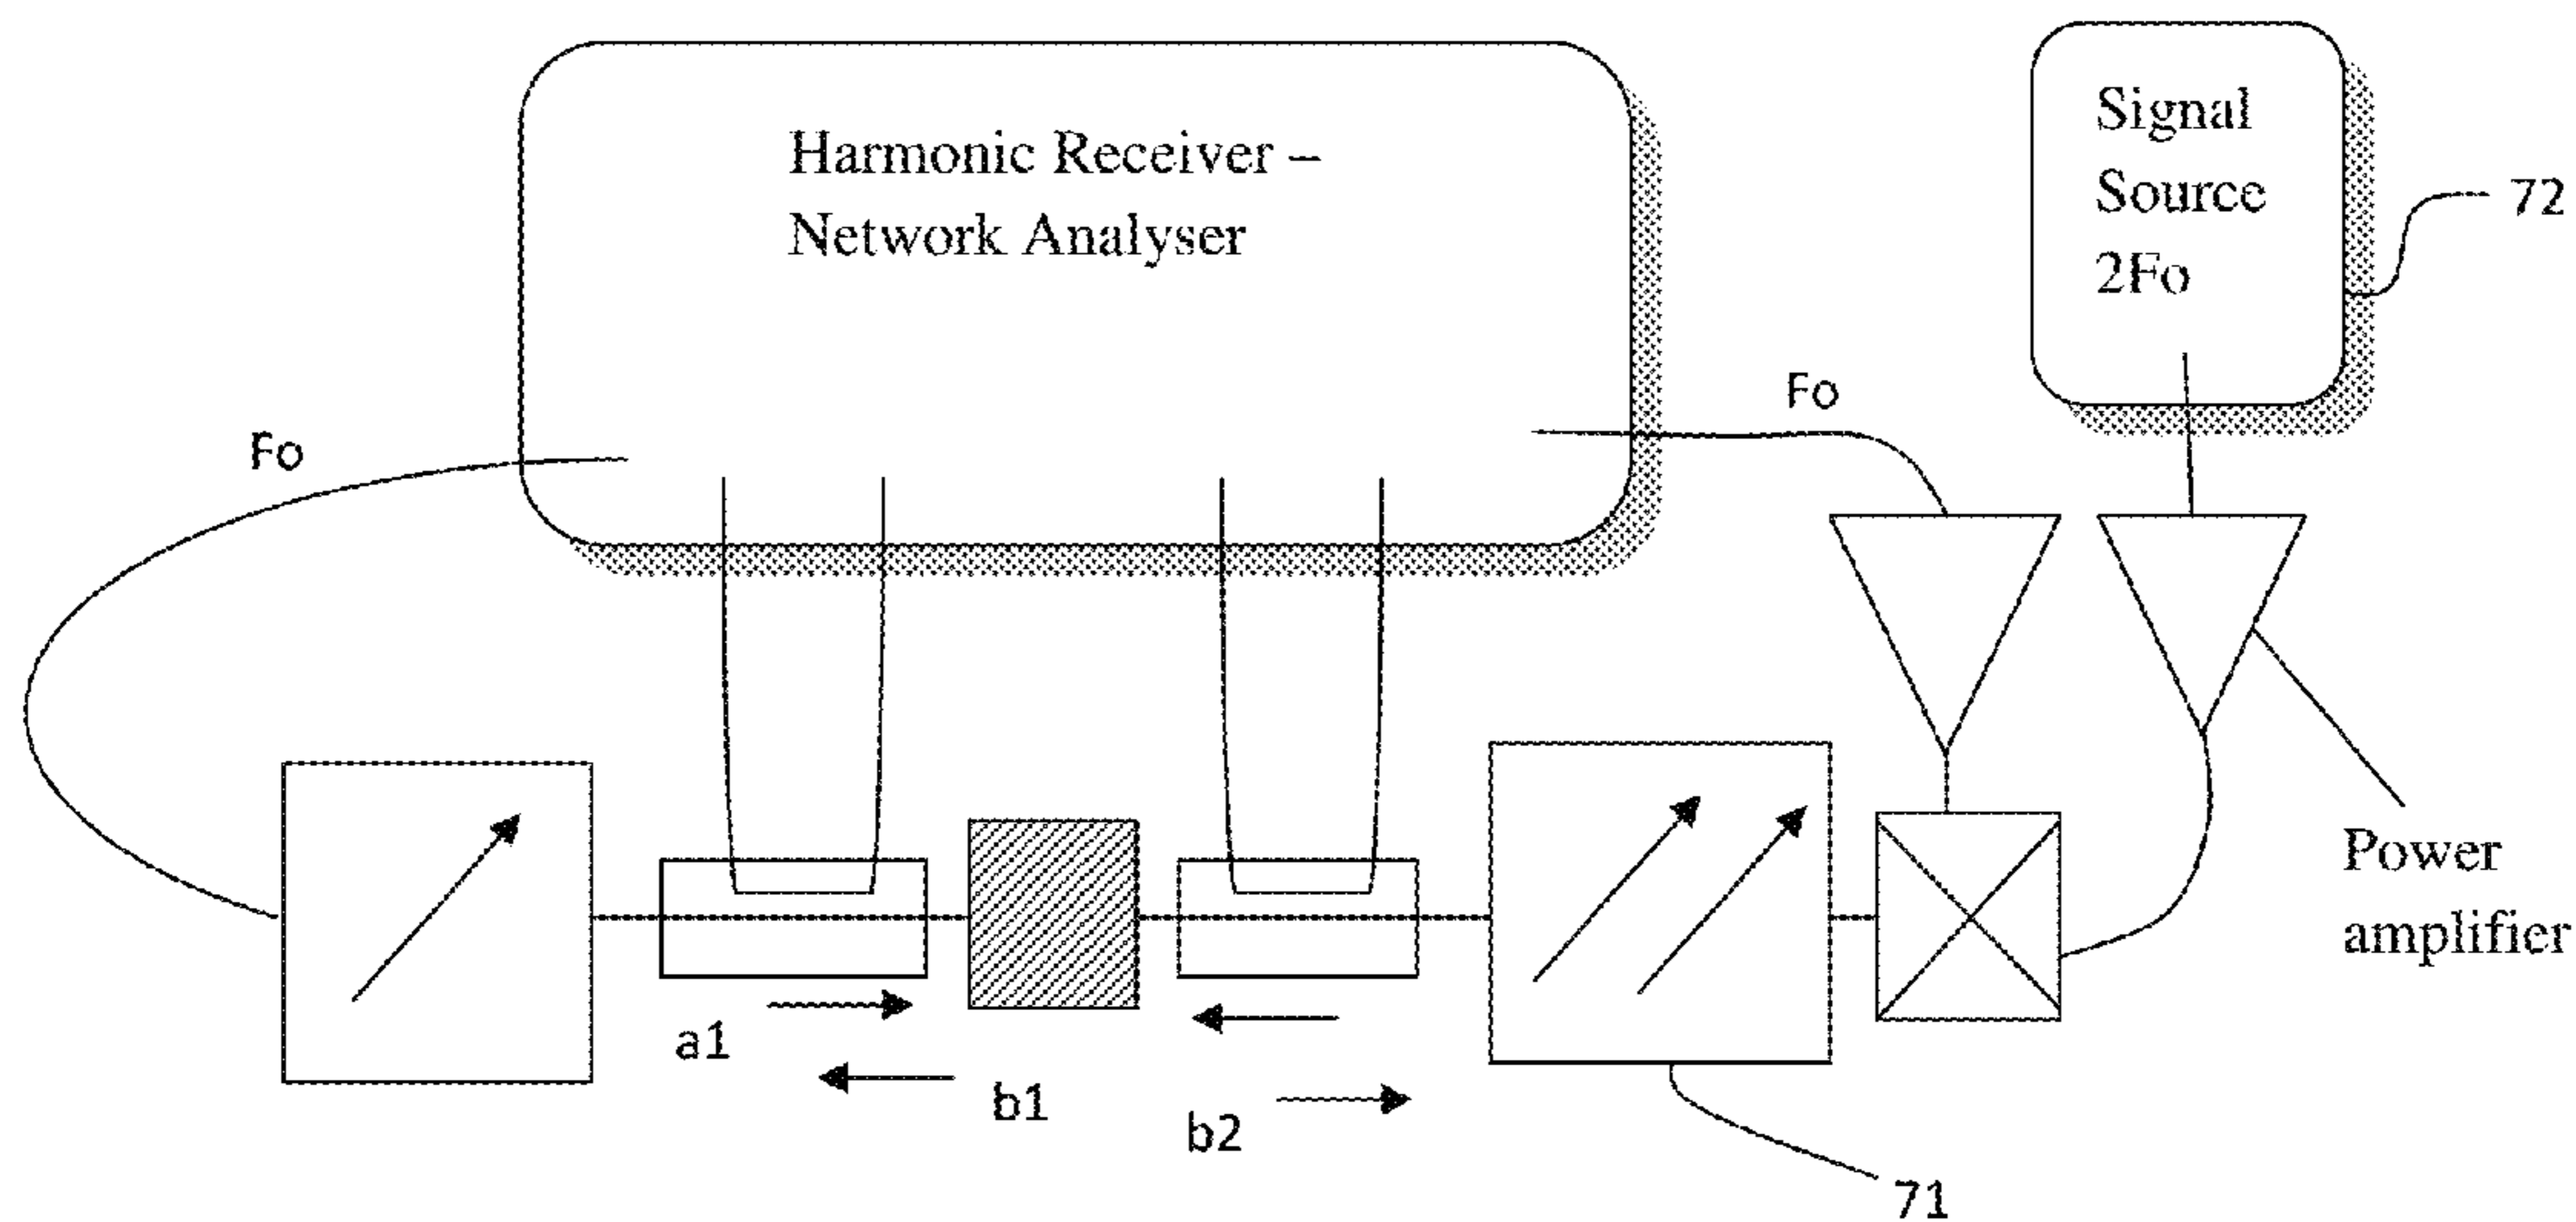 Harmonic Receiver –
Network Analyser
Signal
Source
2Fo
72
Fo
Fo
Power
amplifier
a1
b1
b2
71